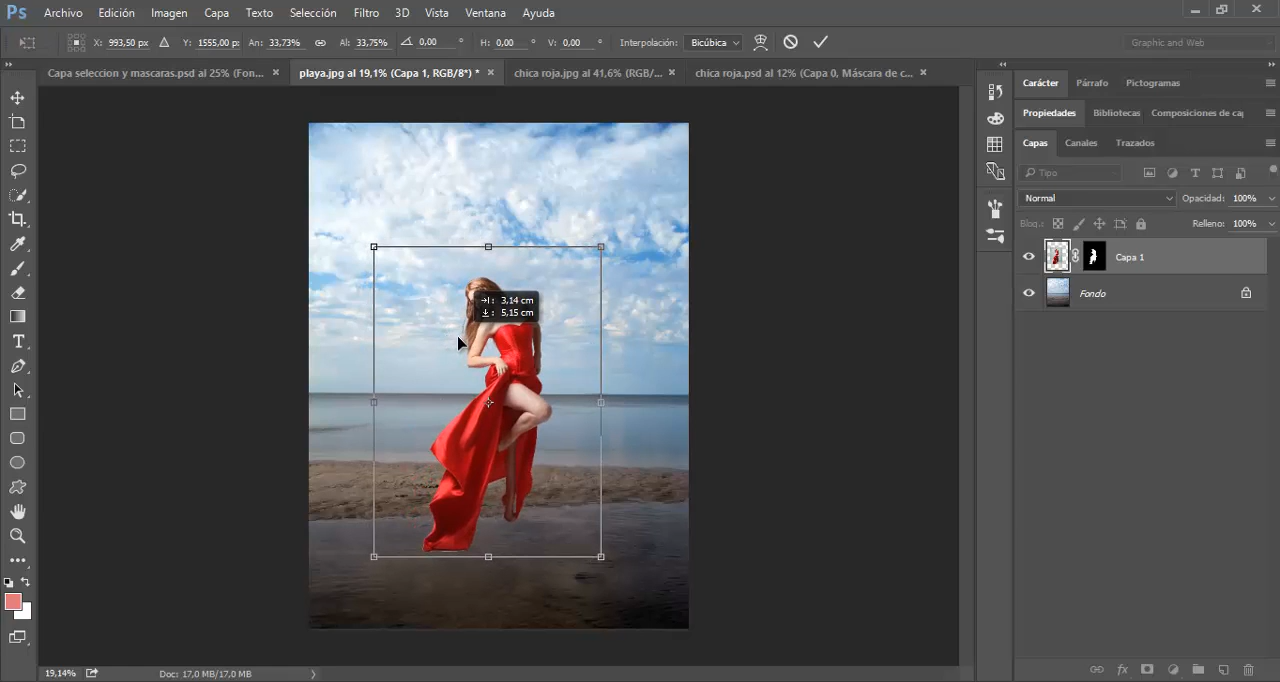 Ps Archivo Edición Imagen Capa Texto Selección Filtro 3D Vista Ventana Ayuda
X: 993,50 px Y: 1555,00 px An: 33,73% Al: 33,75% 0,00 ° H: 0,00 ° V: 0,00 ° Interpolación: Bicúbica Graphic and Web
Capa seleccion y mascaras.psd al 25% (Fon... × playa.jpg al 19,1% (Capa 1, RGB/8*) * × chica roja.jpg al 41,6% (RGB/... × chica roja.psd al 12% (Capa 0, Máscara de c... ×
Carácter Párrafo Pictogramas
Propiedades Bibliotecas Composiciones de ca
Capas Canales Trazados
Tipo
Normal Opacidad: 100%
Bloq.: Relleno: 100%
Capa 1
Fondo
3,14 cm
5,15 cm
19,14% Doc: 17,0 MB/17,0 MB